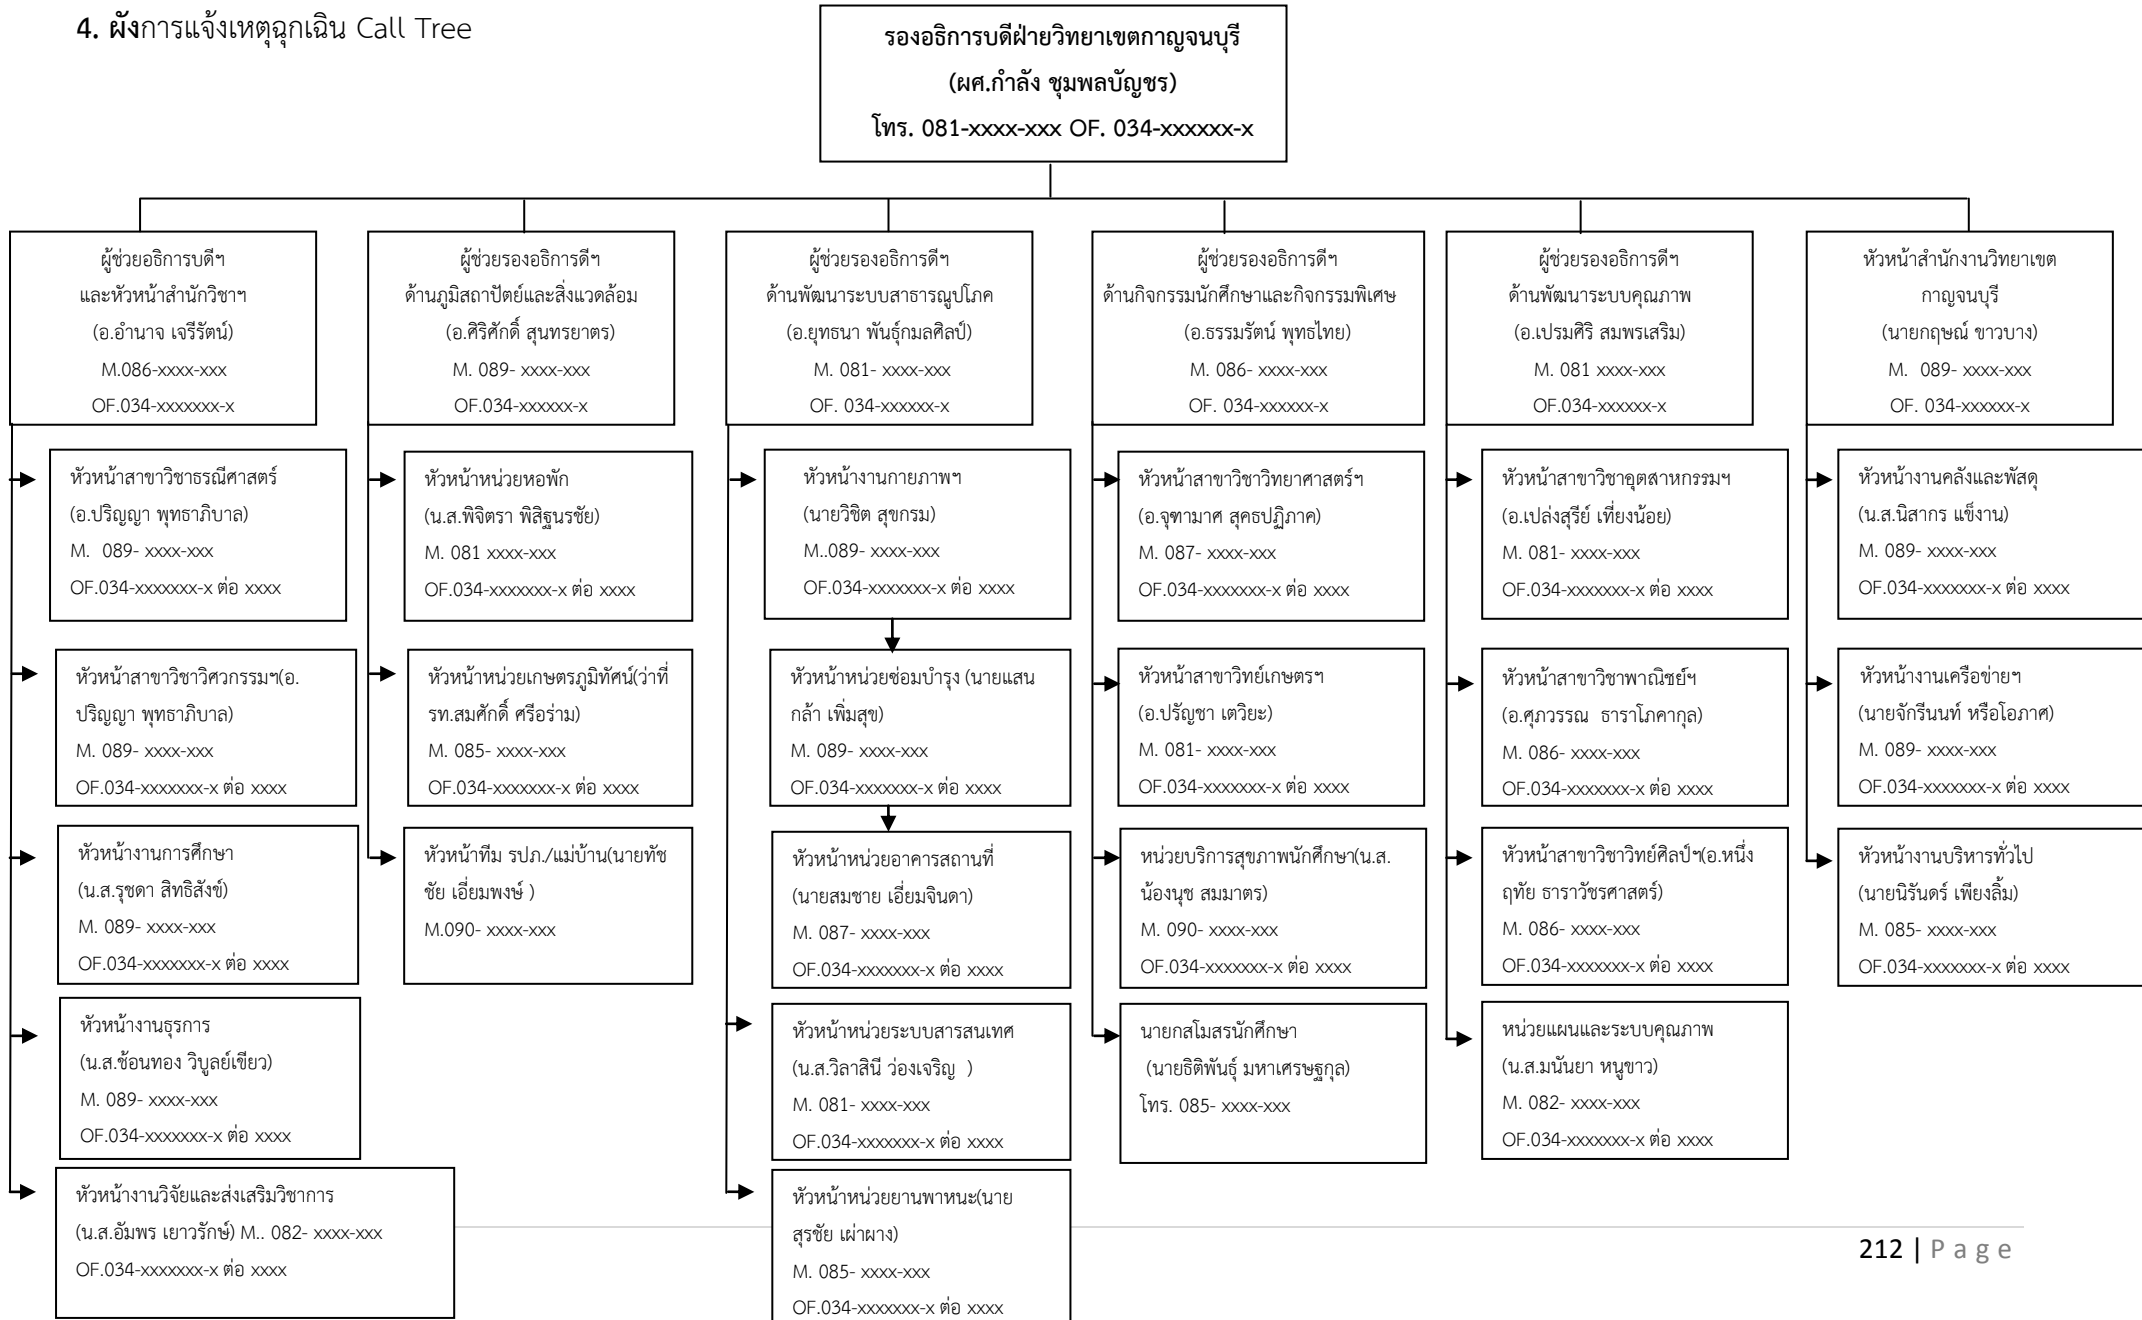 4. ผังการแจ้งเหตุฉุกเฉิน Call Tree
รองอธิการบดีฝ่ายวิทยาเขตกาญจนบุรี
(ผศ.กำลัง ชุมพลบัญชร)
โทร. 081-xxxx-xxx OF. 034-xxxxxx-x
ผู้ช่วยอธิการบดีฯ
และหัวหน้าสำนักวิชาฯ
(อ.อำนาจ เจรีรัตน์)
M.086-xxxx-xxx
OF.034-xxxxxxx-x
หัวหน้าสาขาวิชาธรณีศาสตร์
(อ.ปริญญา พุทธาภิบาล)
M. 089- xxxx-xxx
OF.034-xxxxxxx-x ต่อ xxxx
หัวหน้าสาขาวิชาวิศวกรรมฯ(อ.
ปริญญา พุทธาภิบาล)
M. 089- xxxx-xxx
OF.034-xxxxxxx-x ต่อ xxxx
หัวหน้างานการศึกษา
(น.ส.รุชดา สิทธิสังข์)
M. 089- xxxx-xxx
OF.034-xxxxxxx-x ต่อ xxxx
หัวหน้างานธุรการ
(น.ส.ช้อนทอง วิบูลย์เขียว)
M. 089- xxxx-xxx
OF.034-xxxxxxx-x ต่อ xxxx
หัวหน้างานวิจัยและส่งเสริมวิชาการ
(น.ส.อัมพร เยาวรักษ์) M.. 082- xxxx-xxx
OF.034-xxxxxxx-x ต่อ xxxx
ผู้ช่วยรองอธิการดีฯ
ด้านภูมิสถาปัตย์และสิ่งแวดล้อม
(อ.ศิริศักดิ์ สุนทรยาตร)
M. 089- xxxx-xxx
OF.034-xxxxxx-x
หัวหน้าหน่วยหอพัก
(น.ส.พิจิตรา พิสิฐนรชัย)
M. 081 xxxx-xxx
OF.034-xxxxxxx-x ต่อ xxxx
หัวหน้าหน่วยเกษตรภูมิทัศน์(ว่าที่
รท.สมศักดิ์ ศรีอร่าม)
M. 085- xxxx-xxx
OF.034-xxxxxxx-x ต่อ xxxx
หัวหน้าทีม รปภ./แม่บ้าน(นายทัช
ชัย เอี่ยมพงษ์ )
M.090- xxxx-xxx
ผู้ช่วยรองอธิการดีฯ
ด้านพัฒนาระบบสาธารณูปโภค
(อ.ยุทธนา พันธุ์กมลศิลป์)
M. 081- xxxx-xxx
OF. 034-xxxxxx-x
หัวหน้างานกายภาพฯ
(นายวิชิต สุขกรม)
M..089- xxxx-xxx
OF.034-xxxxxxx-x ต่อ xxxx
หัวหน้าหน่วยซ่อมบำรุง (นายแสน
กล้า เพิ่มสุข)
M. 089- xxxx-xxx
OF.034-xxxxxxx-x ต่อ xxxx
หัวหน้าหน่วยอาคารสถานที่
(นายสมชาย เอี่ยมจินดา)
M. 087- xxxx-xxx
OF.034-xxxxxxx-x ต่อ xxxx
หัวหน้าหน่วยระบบสารสนเทศ
(น.ส.วิลาสินี ว่องเจริญ )
M. 081- xxxx-xxx
OF.034-xxxxxxx-x ต่อ xxxx
หัวหน้าหน่วยยานพาหนะ(นาย
สุรชัย เผ่าผาง)
M. 085- xxxx-xxx
OF.034-xxxxxxx-x ต่อ xxxx
ผู้ช่วยรองอธิการดีฯ
ด้านกิจกรรมนักศึกษาและกิจกรรมพิเศษ
(อ.ธรรมรัตน์ พุทธไทย)
M. 086- xxxx-xxx
OF. 034-xxxxxx-x
หัวหน้าสาขาวิชาวิทยาศาสตร์ฯ
(อ.จุฑามาศ สุคธปฏิภาค)
M. 087- xxxx-xxx
OF.034-xxxxxxx-x ต่อ xxxx
หัวหน้าสาขาวิทย์เกษตรฯ
(อ.ปรัญชา เตวิยะ)
M. 081- xxxx-xxx
OF.034-xxxxxxx-x ต่อ xxxx
หน่วยบริการสุขภาพนักศึกษา(น.ส.
น้องนุช สมมาตร)
M. 090- xxxx-xxx
OF.034-xxxxxxx-x ต่อ xxxx
นายกสโมสรนักศึกษา
(นายธิติพันธุ์ มหาเศรษฐกุล)
โทร. 085- xxxx-xxx
ผู้ช่วยรองอธิการดีฯ
ด้านพัฒนาระบบคุณภาพ
(อ.เปรมศิริ สมพรเสริม)
M. 081 xxxx-xxx
OF.034-xxxxxx-x
หัวหน้าสาขาวิชาอุตสาหกรรมฯ
(อ.เปล่งสุรีย์ เที่ยงน้อย)
M. 081- xxxx-xxx
OF.034-xxxxxxx-x ต่อ xxxx
หัวหน้าสาขาวิชาพาณิชย์ฯ
(อ.ศุภวรรณ ธาราโภคากุล)
M. 086- xxxx-xxx
OF.034-xxxxxxx-x ต่อ xxxx
หัวหน้าสาขาวิชาวิทย์ศิลป์ฯ(อ.หนึ่ง
ฤทัย ธาราวัชรศาสตร์)
M. 086- xxxx-xxx
OF.034-xxxxxxx-x ต่อ xxxx
หน่วยแผนและระบบคุณภาพ
(น.ส.มนันยา หนูขาว)
M. 082- xxxx-xxx
OF.034-xxxxxxx-x ต่อ xxxx
หัวหน้าสำนักงานวิทยาเขต
กาญจนบุรี
(นายกฤษณ์ ขาวบาง)
M. 089- xxxx-xxx
OF. 034-xxxxxx-x
หัวหน้างานคลังและพัสดุ
(น.ส.นิสากร แข็งาน)
M. 089- xxxx-xxx
OF.034-xxxxxxx-x ต่อ xxxx
หัวหน้างานเครือข่ายฯ
(นายจักรีนนท์ หรือโอภาศ)
M. 089- xxxx-xxx
OF.034-xxxxxxx-x ต่อ xxxx
หัวหน้างานบริหารทั่วไป
(นายนิรันดร์ เพียงลิ้ม)
M. 085- xxxx-xxx
OF.034-xxxxxxx-x ต่อ xxxx
212 | Page